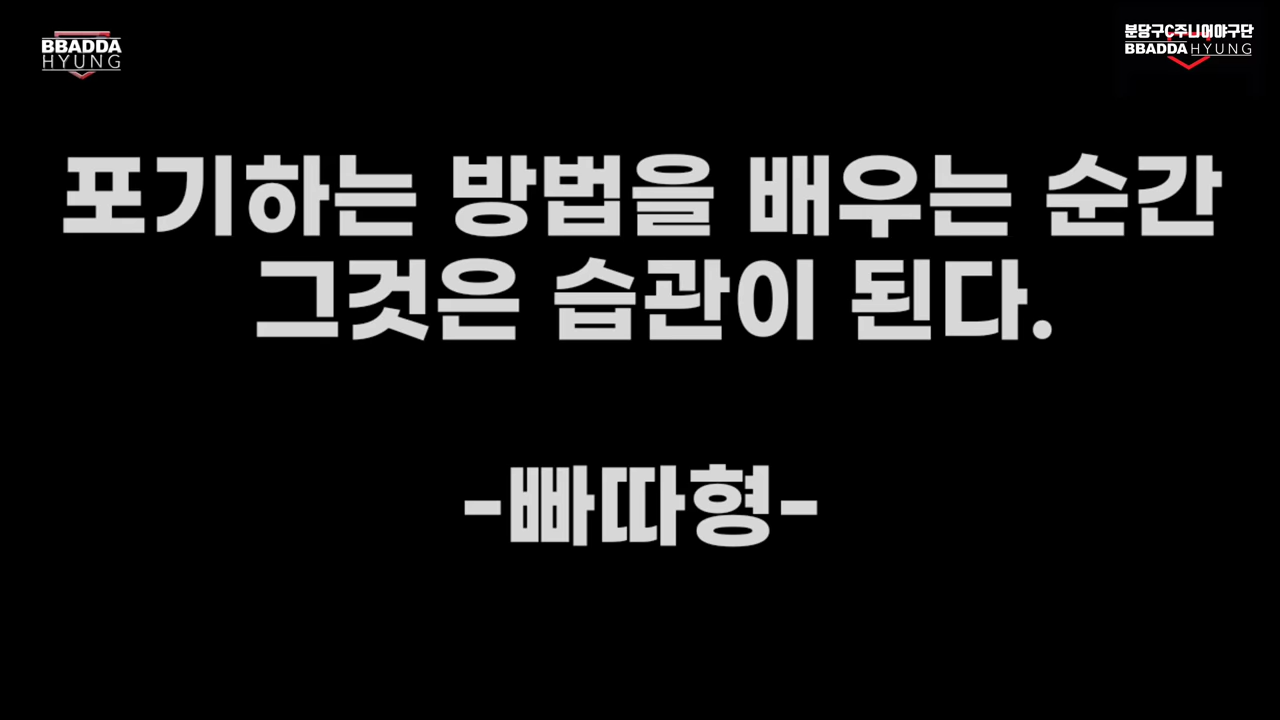 BBADDA
HYUNG
분당구C주니어야구단
BBADDA HYUNG
포기하는 방법을 배우는 순간
그것은 습관이 된다.
-빠따형-